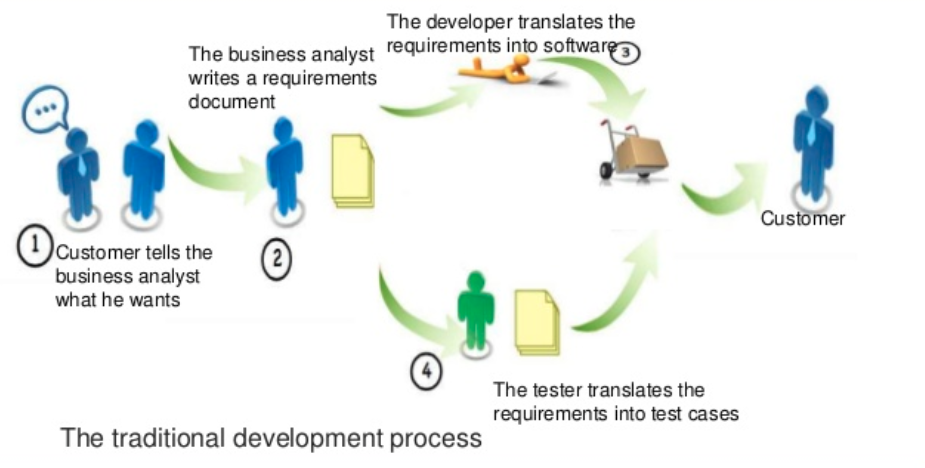 The developer translates the
requirements into software
3
The business analyst
writes a requirements
document
1
Customer tells the
business analyst
what he wants
2
Customer
4
The tester translates the
requirements into test cases
The traditional development process